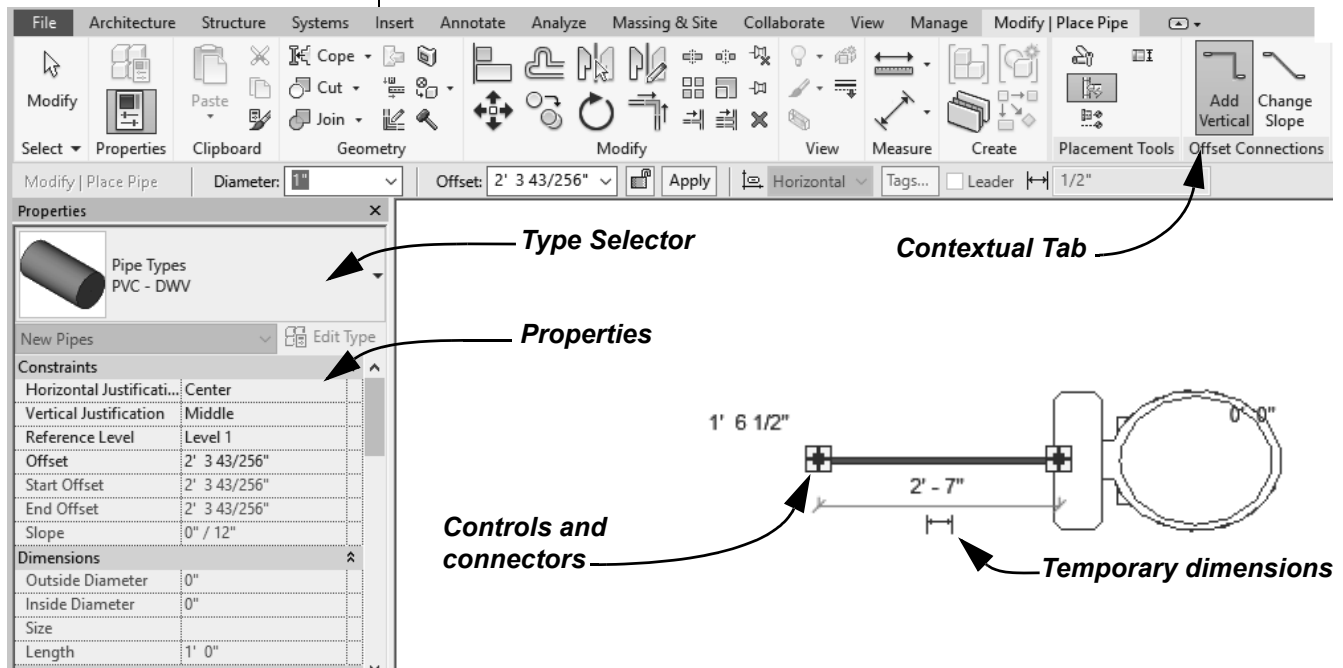 File Architecture Structure Systems Insert Annotate Analyze Massing & Site Collaborate View Manage Modify | Place Pipe
Modify
Paste
Cope
Cut
Join
Add Vertical
Change Slope
Select Properties Clipboard Geometry Modify View Measure Create Placement Tools Offset Connections
Modify | Place Pipe Diameter: 1" Offset: 2' 3 43/256" Apply Horizontal Tags... Leader 1/2"
Properties
Pipe Types
PVC - DWV
Type Selector
Contextual Tab
New Pipes Edit Type
Properties
Constraints
Horizontal Justificati... Center
Vertical Justification Middle
Reference Level Level 1
Offset 2' 3 43/256"
Start Offset 2' 3 43/256"
End Offset 2' 3 43/256"
Slope 0" / 12"
Dimensions
Outside Diameter 0"
Inside Diameter 0"
Size
Length 1' 0"
1' 6 1/2"
0' 0"
2' - 7"
Controls and
connectors
Temporary dimensions